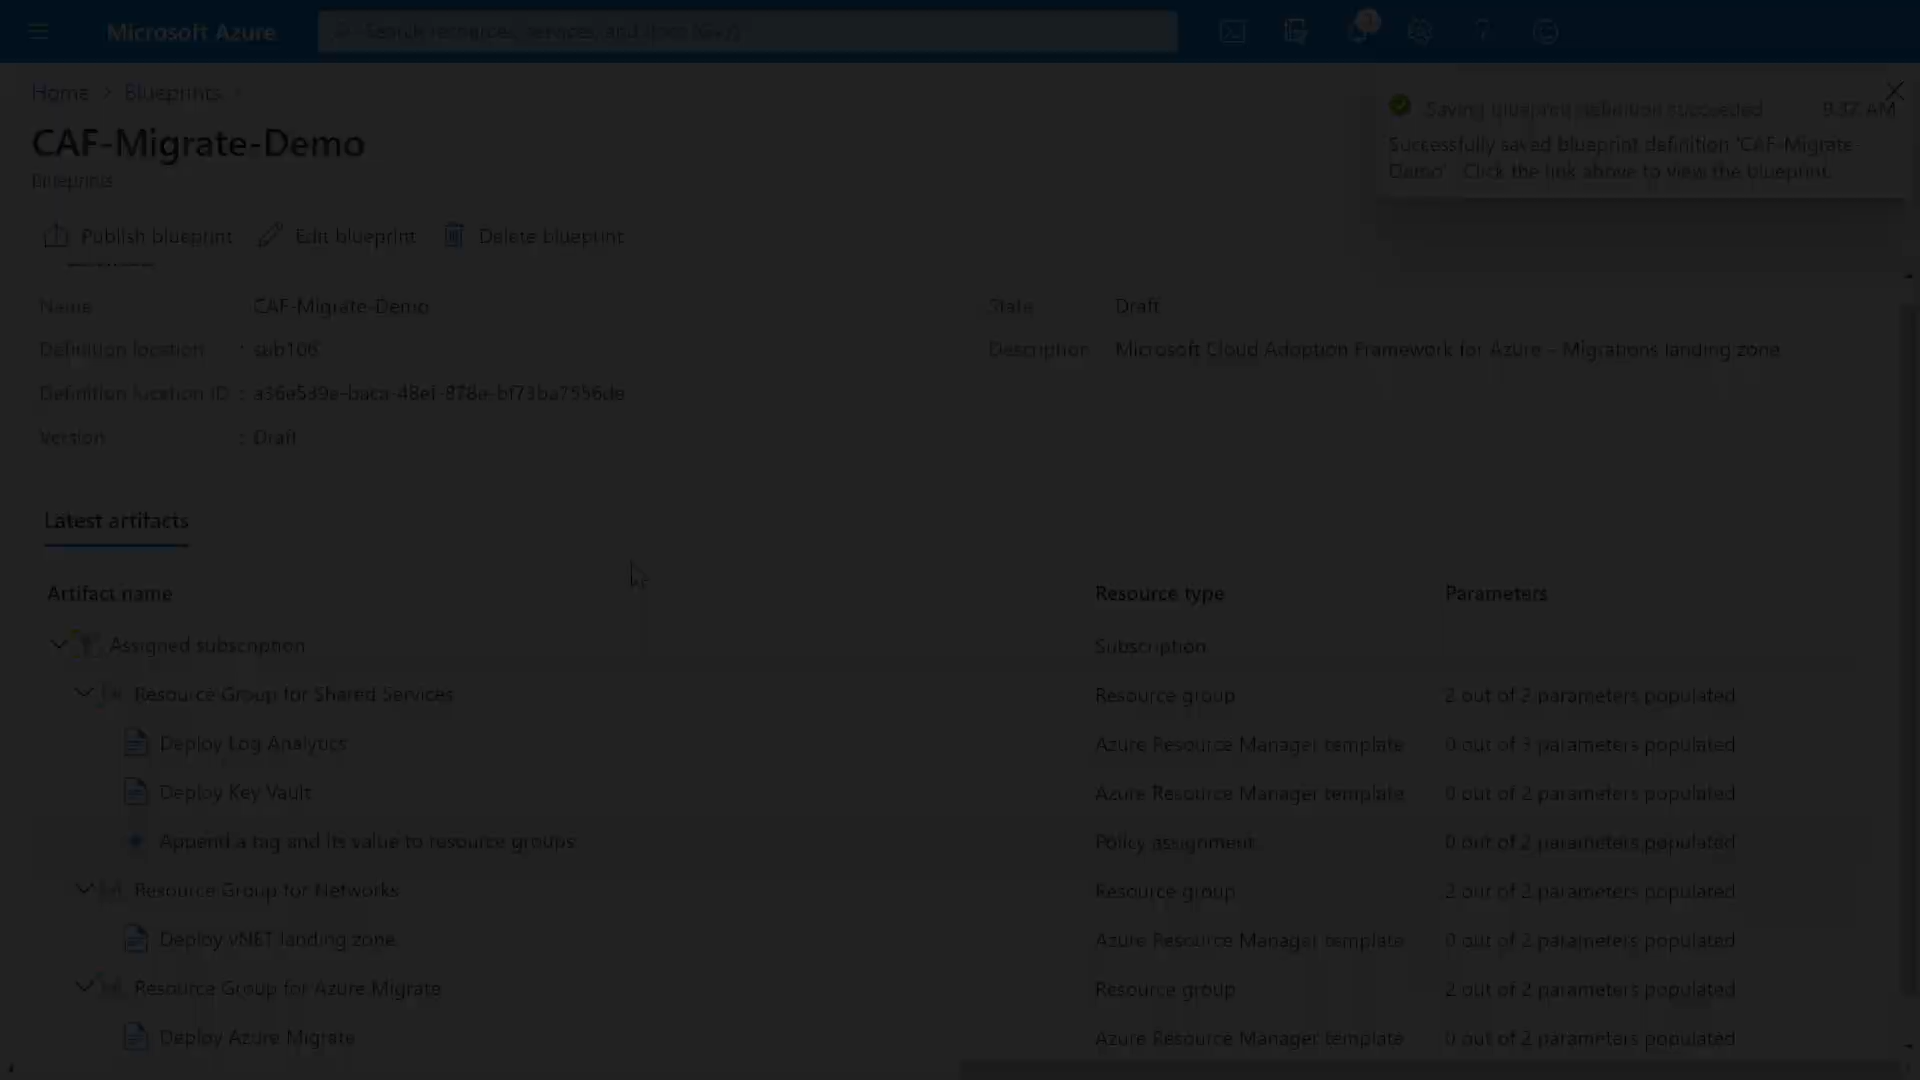 Microsoft Azure
Search resources, services, and docs (G+/)
Home > Blueprints >
CAF-Migrate-Demo
Blueprints
Saving blueprint definition succeeded 9:37 AM
Successfully saved blueprint definition 'CAF-Migrate-
Demo'. Click the link above to view the blueprint.
Publish blueprint Edit blueprint Delete blueprint
Name CAF-Migrate-Demo State Draft
Definition location : sub106 Description Microsoft Cloud Adoption Framework for Azure - Migrations landing zone
Definition location ID :
Version : Draft
Latest artifacts
Artifact name Resource type Parameters
Assigned subscription Subscription
Resource Group for Shared Services Resource group 2 out of 2 parameters populated
Deploy Log Analytics Azure Resource Manager template 0 out of 3 parameters populated
Deploy Key Vault Azure Resource Manager template 0 out of 2 parameters populated
Append a tag and its value to resource groups Policy assignment 0 out of 2 parameters populated
Resource Group for Networks Resource group 2 out of 2 parameters populated
Deploy vNET landing zone Azure Resource Manager template 0 out of 2 parameters populated
Resource Group for Azure Migrate Resource group 2 out of 2 parameters populated
Deploy Azure Migrate Azure Resource Manager template 0 out of 2 parameters populated